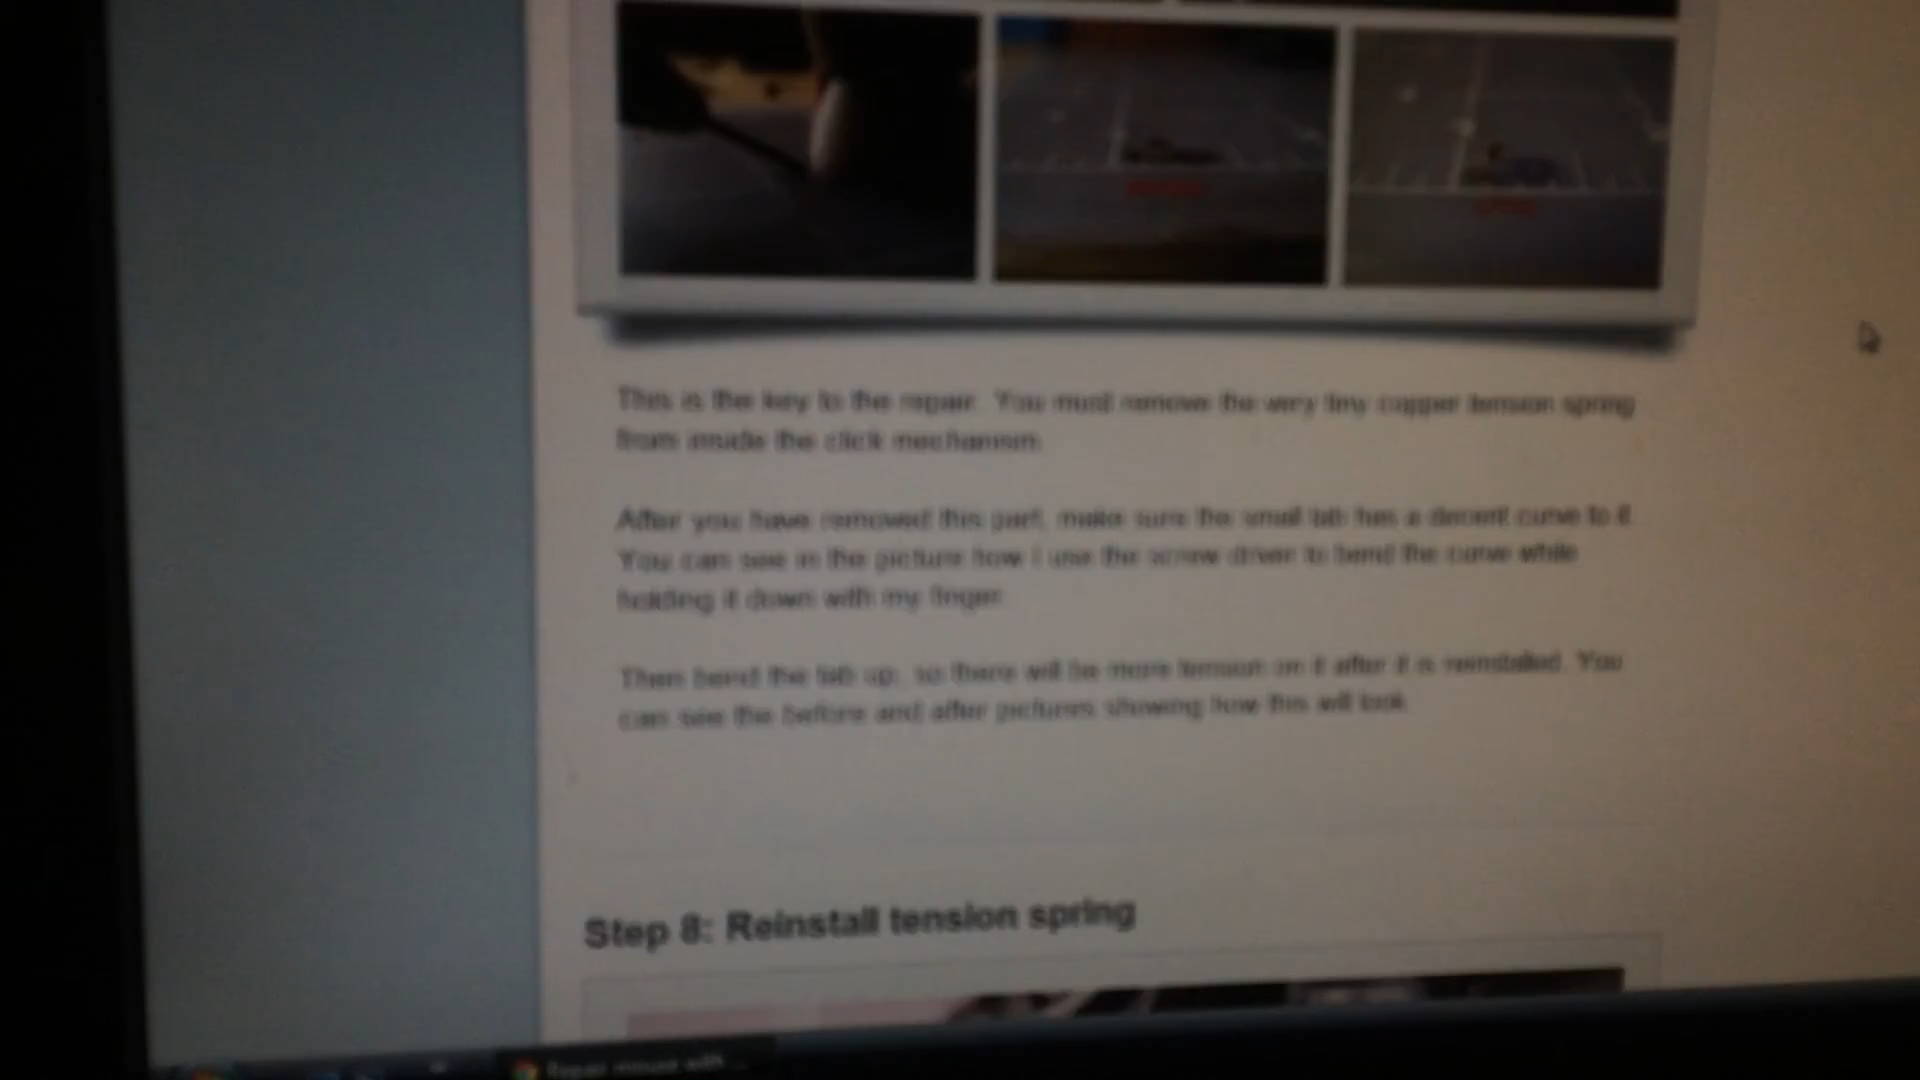 This is the key to the repair. You must remove the very tiny copper tension spring
from inside the click mechanism.
After you have removed this part, make sure the small tab has a decent curve to it.
You can see in the picture how I use the screw driver to bend the curve while
holding it down with my finger.
Then bend the tab up, so there will be more tension on it after it is reinstalled. You
can see the before and after pictures showing how this will look.
Step 8: Reinstall tension spring
Repair mouse with ...